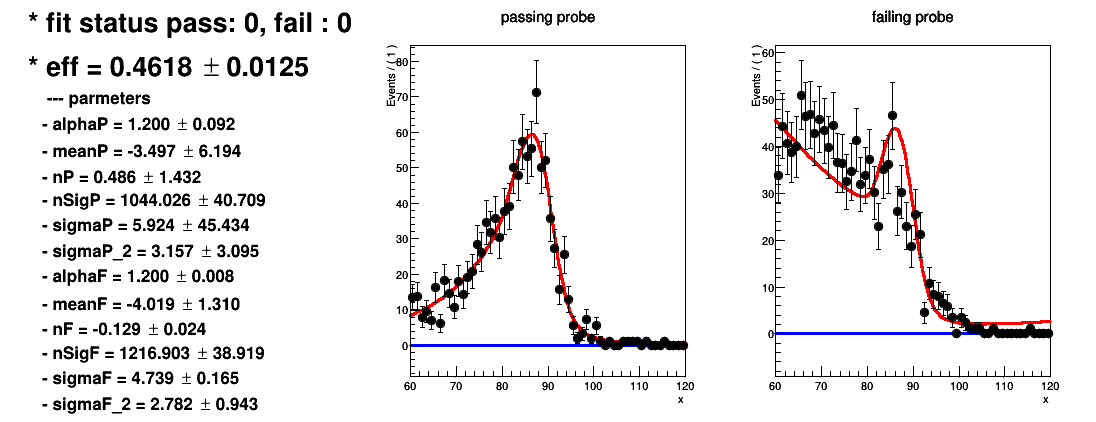 * fit status pass: 0, fail : 0
* eff = 0.4618 ± 0.0125
--- parmeters
- alphaP = 1.200 ± 0.092
- meanP = -3.497 ± 6.194
- nP = 0.486 ± 1.432
- nSigP = 1044.026 ± 40.709
- sigmaP = 5.924 ± 45.434
- sigmaP_2 = 3.157 ± 3.095
- alphaF = 1.200 ± 0.008
- meanF = -4.019 ± 1.310
- nF = -0.129 ± 0.024
- nSigF = 1216.903 ± 38.919
- sigmaF = 4.739 ± 0.165
- sigmaF_2 = 2.782 ± 0.943
passing probe
Events / ( 1 )
80
70
60
50
40
30
20
10
0
60 70 80 90 100 110 120
x
failing probe
Events / ( 1 )
60
50
40
30
20
10
0
60 70 80 90 100 110 120
x